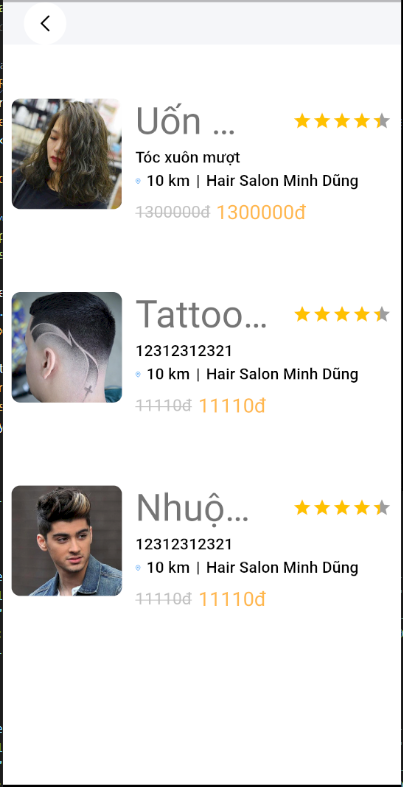 Uốn ...
Tóc xuôn mượt
10 km | Hair Salon Minh Dũng
1300000đ 1300000đ
Tattoo...
12312312321
10 km | Hair Salon Minh Dũng
11110đ 11110đ
Nhuộ...
12312312321
10 km | Hair Salon Minh Dũng
11110đ 11110đ